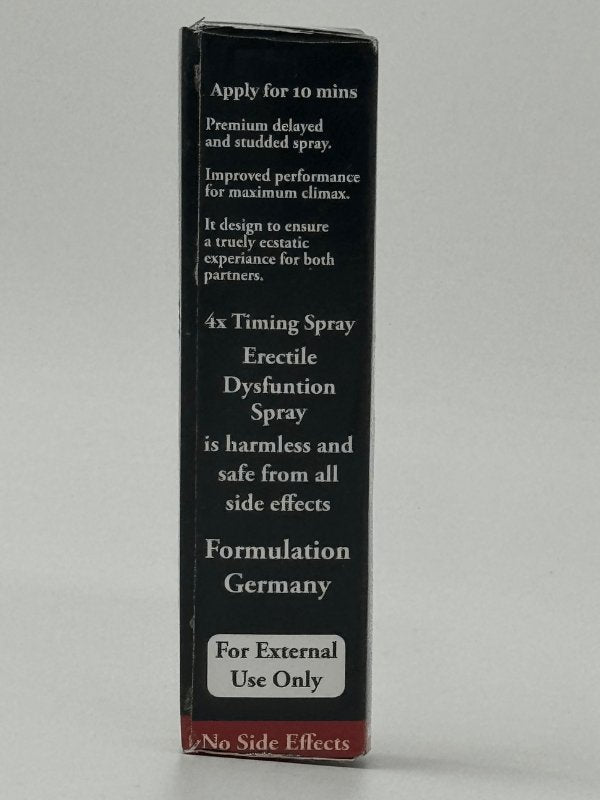 Apply for 10 mins
Premium delayed
and studded spray.
Improved performance
for maximum climax.
It design to ensure
a truely ecstatic
experiance for both
partners.
4x Timing Spray
Erectile
Dysfuntion
Spray
is harmless and
safe from all
side effects
Formulation
Germany
For External
Use Only
No Side Effects